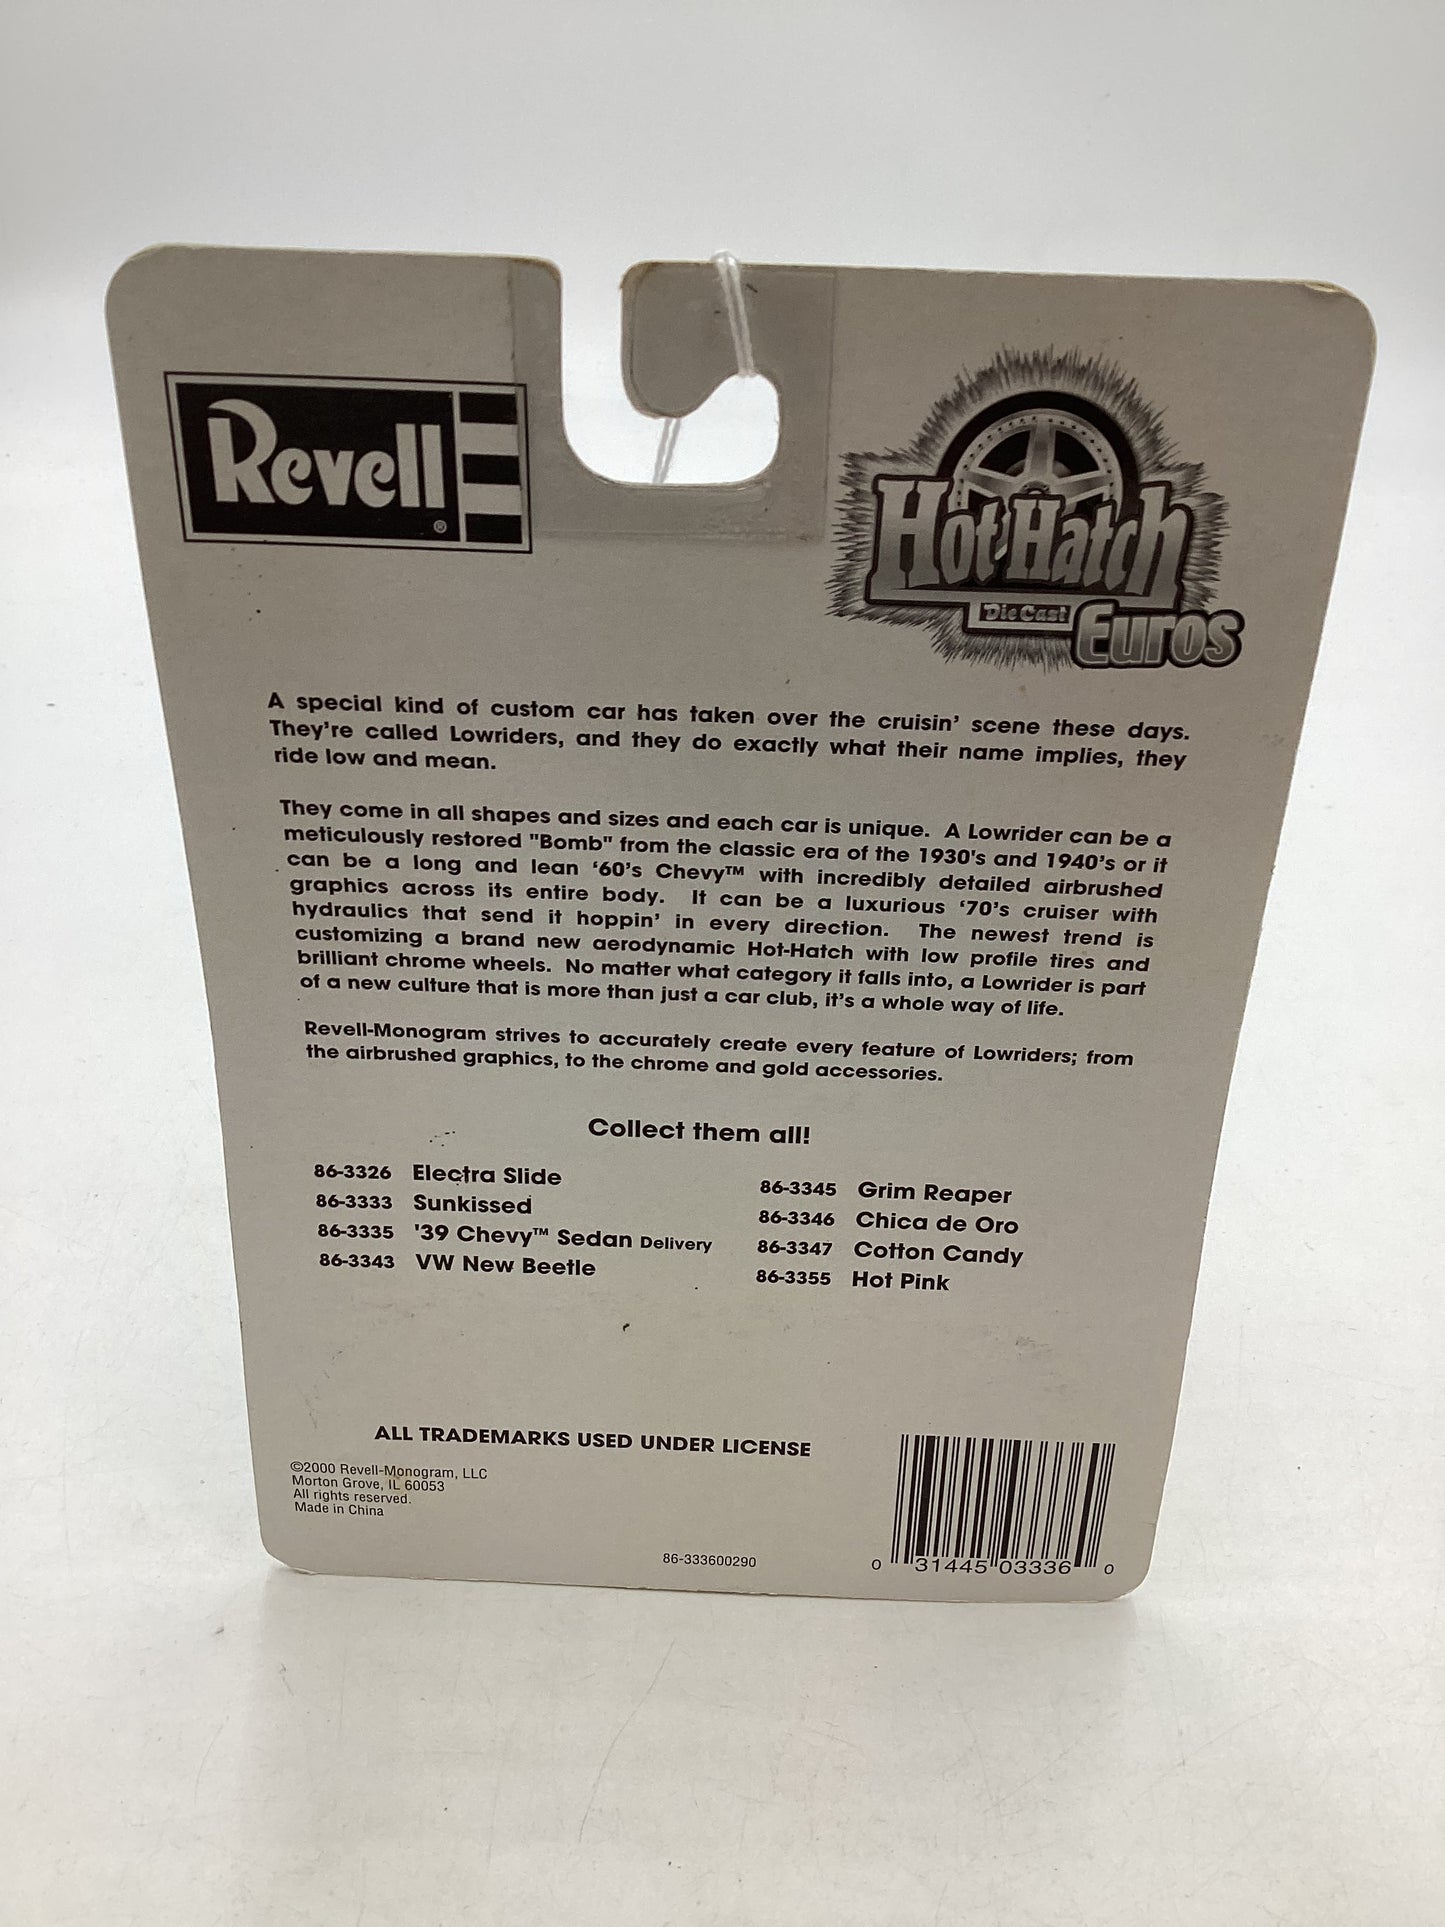 Revell®
Hot-Hatch
Die Cast
Euros
A special kind of custom car has taken over the cruisin' scene these days.
They're called Lowriders, and they do exactly what their name implies, they
ride low and mean.
They come in all shapes and sizes and each car is unique. A Lowrider can be a
meticulously restored "Bomb" from the classic era of the 1930's and 1940's or it
can be a long and lean '60's Chevy™ with incredibly detailed airbrushed
graphics across its entire body. It can be a luxurious '70's cruiser with
hydraulics that send it hoppin' in every direction. The newest trend is
customizing a brand new aerodynamic Hot-Hatch with low profile tires and
brilliant chrome wheels. No matter what category it falls into, a Lowrider is part
of a new culture that is more than just a car club, it's a whole way of life.
Revell-Monogram strives to accurately create every feature of Lowriders; from
the airbrushed graphics, to the chrome and gold accessories.
Collect them all!
86-3326 Electra Slide
86-3333 Sunkissed
86-3335 '39 Chevy™ Sedan Delivery
86-3343 VW New Beetle
86-3345 Grim Reaper
86-3346 Chica de Oro
86-3347 Cotton Candy
86-3355 Hot Pink
ALL TRADEMARKS USED UNDER LICENSE
©2000 Revell-Monogram, LLC
Morton Grove, IL 60053
All rights reserved.
Made in China
86-333600290
0 31445 03336 0